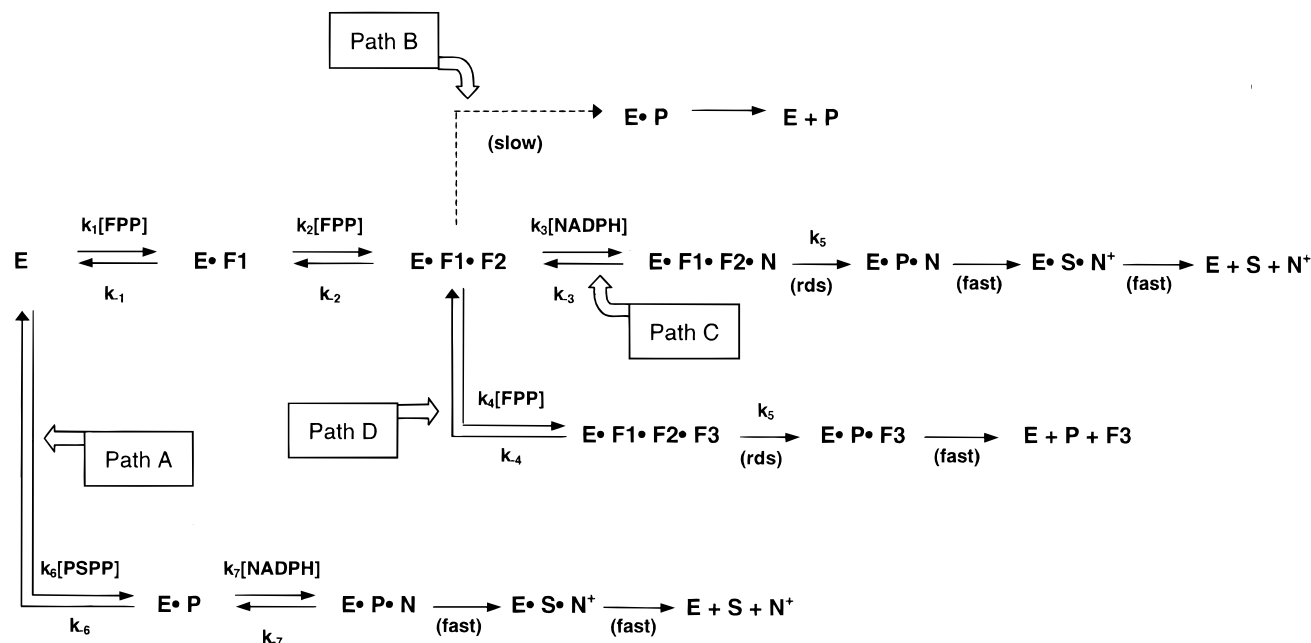 Path B
E• P
E + P
(slow)
k₁[FPP]
k₂[FPP]
k₃[NADPH]
k₅
E
E• F1
E• F1• F2
E• F1• F2• N
E• P• N
E• S• N⁺
E + S + N⁺
k₋₁
k₋₂
k₋₃
(rds)
(fast)
(fast)
Path C
k₄[FPP]
k₅
Path D
E• F1• F2• F3
E• P• F3
E + P + F3
k₋₄
(rds)
(fast)
Path A
k₆[PSPP]
k₇[NADPH]
E• P
E• P• N
E• S• N⁺
E + S + N⁺
k₋₆
k₋₇
(fast)
(fast)